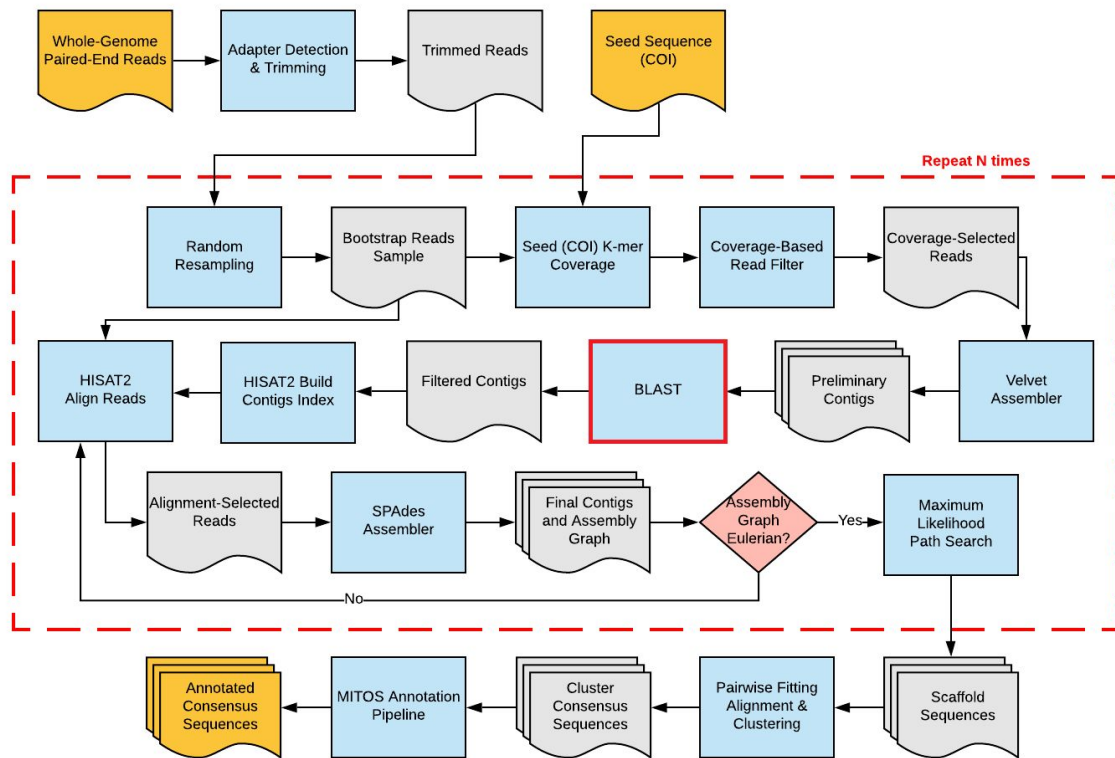 Whole-Genome
Paired-End Reads
Adapter Detection
& Trimming
Trimmed Reads
Seed Sequence
(COI)
Repeat N times
Random
Resampling
Bootstrap Reads
Sample
Seed (COI) K-mer
Coverage
Coverage-Based
Read Filter
Coverage-Selected
Reads
HISAT2
Align Reads
HISAT2 Build
Contigs Index
Filtered Contigs
BLAST
Preliminary
Contigs
Velvet
Assembler
Alignment-Selected
Reads
SPAdes
Assembler
Final Contigs
and Assembly
Graph
Assembly
Graph
Eulerian?
Yes
Maximum
Likelihood
Path Search
No
Annotated
Consensus
Sequences
MITOS Annotation
Pipeline
Cluster
Consensus
Sequences
Pairwise Fitting
Alignment &
Clustering
Scaffold
Sequences